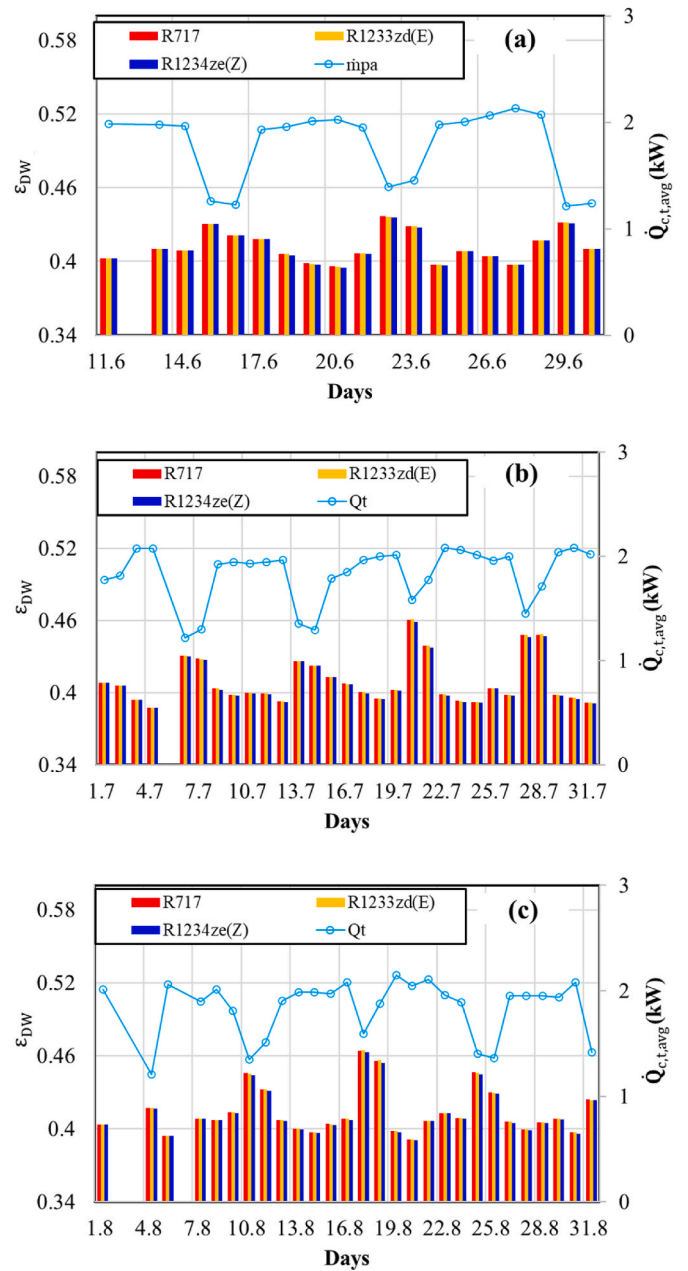 R717
R1233zd(E)
R1234ze(Z)
ṁpa
(a)
0.58
0.52
0.46
0.4
0.34
ε_DW
3
2
1
0
Q̇_c,t,avg (kW)
11.6 14.6 17.6 20.6 23.6 26.6 29.6
Days
R717
R1233zd(E)
R1234ze(Z)
Qt
(b)
0.58
0.52
0.46
0.4
0.34
ε_DW
3
2
1
0
Q̇_c,t,avg (kW)
1.7 4.7 7.7 10.7 13.7 16.7 19.7 22.7 25.7 28.7 31.7
Days
R717
R1233zd(E)
R1234ze(Z)
Qt
(c)
0.58
0.52
0.46
0.4
0.34
ε_DW
3
2
1
0
Q̇_c,t,avg (kW)
1.8 4.8 7.8 10.8 13.8 16.8 19.8 22.8 25.8 28.8 31.8
Days